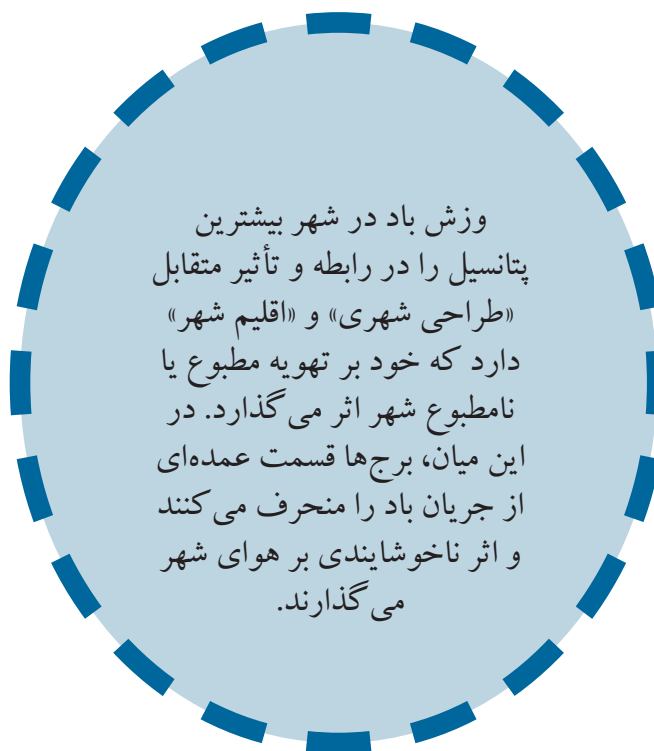 وزش باد در شهر بیشترین
پتانسیل را در رابطه و تأثیر متقابل
«طراحی شهری» و «اقلیم شهر»
دارد که خود بر تهویه مطبوع یا
نامطبوع شهر اثر می‌گذارد. در
این میان، برج‌ها قسمت عمده‌ای
از جریان باد را منحرف می‌کنند
و اثر ناخوشایندی بر هوای شهر
می‌گذارند.